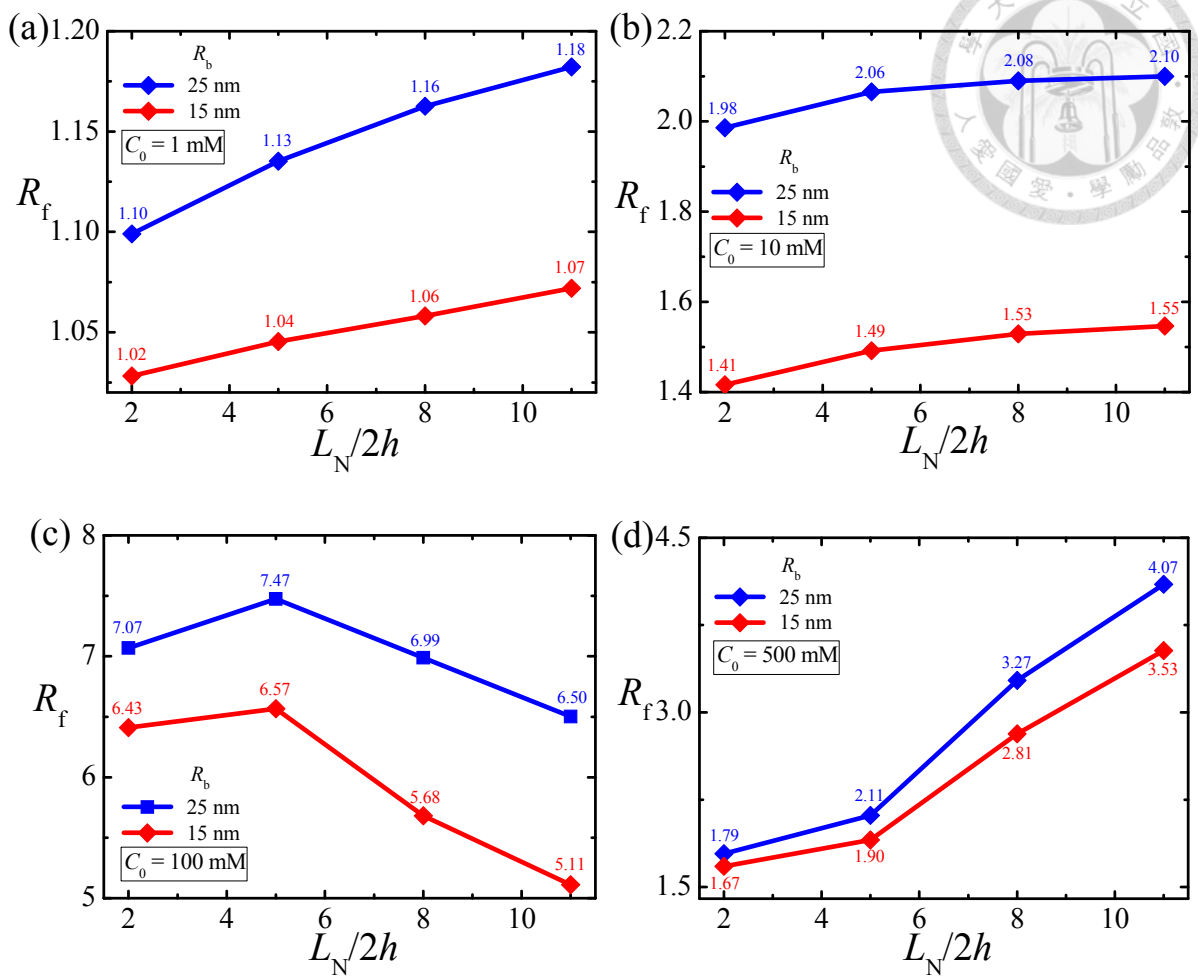 (a)
1.20
1.15
1.10
1.05
R_f
R_b
25 nm
15 nm
C_0 = 1 mM
1.10
1.13
1.16
1.18
1.02
1.04
1.06
1.07
2 4 6 8 10
L_N/2h
(b)
2.2
2.0
1.8
1.6
1.4
R_f
R_b
25 nm
15 nm
C_0 = 10 mM
1.98
2.06
2.08
2.10
1.41
1.49
1.53
1.55
2 4 6 8 10
L_N/2h
(c)
8
7
6
5
R_f
7.07
7.47
6.99
6.50
6.43
6.57
5.68
5.11
R_b
25 nm
15 nm
C_0 = 100 mM
2 4 6 8 10
L_N/2h
(d)
4.5
3.0
1.5
R_f
R_b
25 nm
15 nm
C_0 = 500 mM
1.79
2.11
3.27
4.07
1.67
1.90
2.81
3.53
2 4 6 8 10
L_N/2h